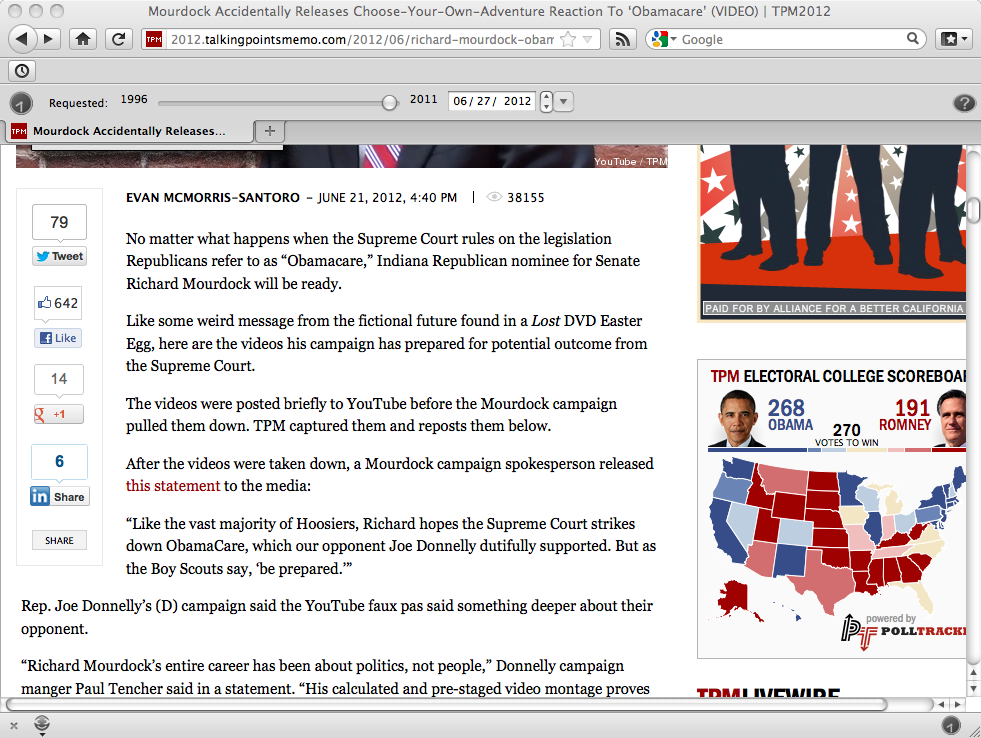 Mourdock Accidentally Releases Choose-Your-Own-Adventure Reaction To ‘Obamacare’ (VIDEO) | TPM2012
TPM 2012.talkingpointsmemo.com/2012/06/richard-mourdock-obam
Google
Requested: 1996 2011 06/ 27/ 2012
TPM Mourdock Accidentally Releases...
YouTube / TPM
EVAN MCMORRIS-SANTORO – JUNE 21, 2012, 4:40 PM | 38155
79
Tweet
642
Like
14
+1
6
in Share
SHARE
No matter what happens when the Supreme Court rules on the legislation
Republicans refer to as “Obamacare,” Indiana Republican nominee for Senate
Richard Mourdock will be ready.
Like some weird message from the fictional future found in a Lost DVD Easter
Egg, here are the videos his campaign has prepared for potential outcome from
the Supreme Court.
The videos were posted briefly to YouTube before the Mourdock campaign
pulled them down. TPM captured them and reposts them below.
After the videos were taken down, a Mourdock campaign spokesperson released
this statement to the media:
“Like the vast majority of Hoosiers, Richard hopes the Supreme Court strikes
down ObamaCare, which our opponent Joe Donnelly dutifully supported. But as
the Boy Scouts say, ‘be prepared.’”
Rep. Joe Donnelly’s (D) campaign said the YouTube faux pas said something deeper about their
opponent.
“Richard Mourdock’s entire career has been about politics, not people,” Donnelly campaign
manger Paul Tencher said in a statement. “His calculated and pre-staged video montage proves
PAID FOR BY ALLIANCE FOR A BETTER CALIFORNIA
TPM ELECTORAL COLLEGE SCOREBOAR
268
OBAMA
270
VOTES TO WIN
191
ROMNEY
powered by
PT POLLTRACK
TPMLIVEWIRE